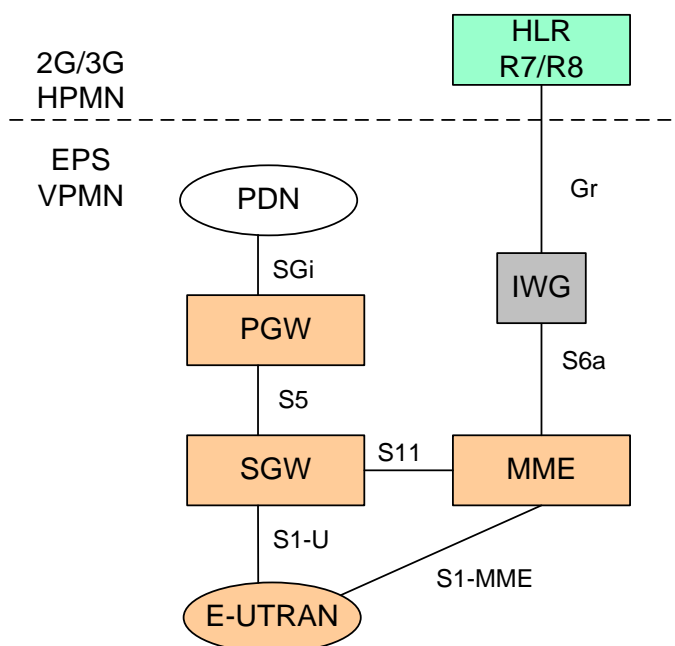 HLR
R7/R8
2G/3G
HPMN
EPS
VPMN
PDN
Gr
SGi
IWG
PGW
S6a
S5
S11
SGW
MME
S1-U
S1-MME
E-UTRAN